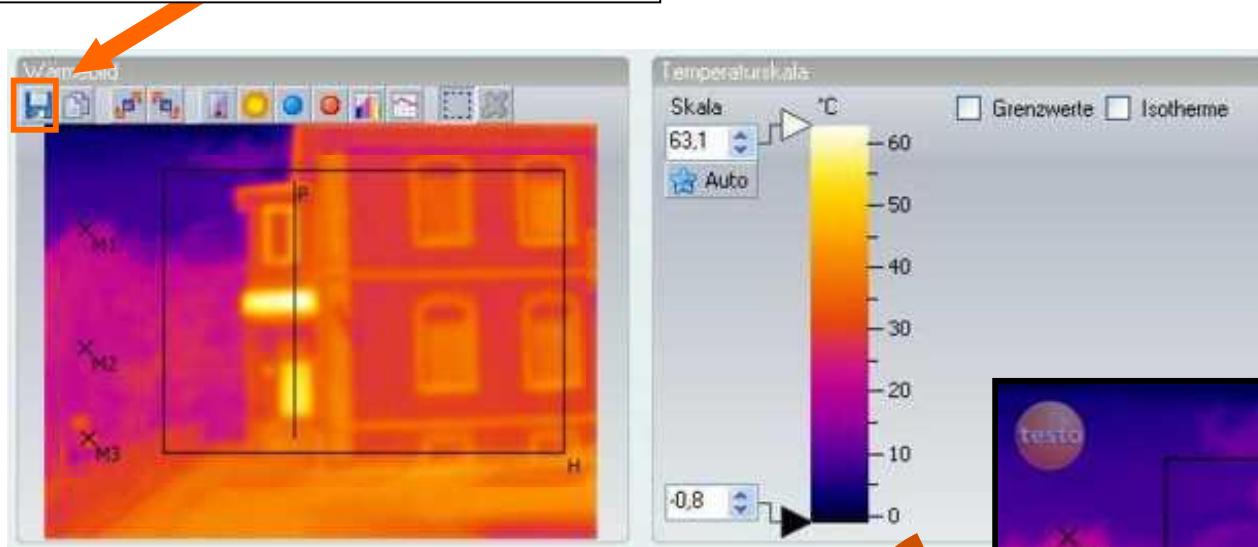 Wärmebild
Temperaturskala
Skala
°C
Grenzwerte
Isotherme
63,1
Auto
60
50
40
30
20
10
0
-0,8
P
M1
M2
M3
H
testo